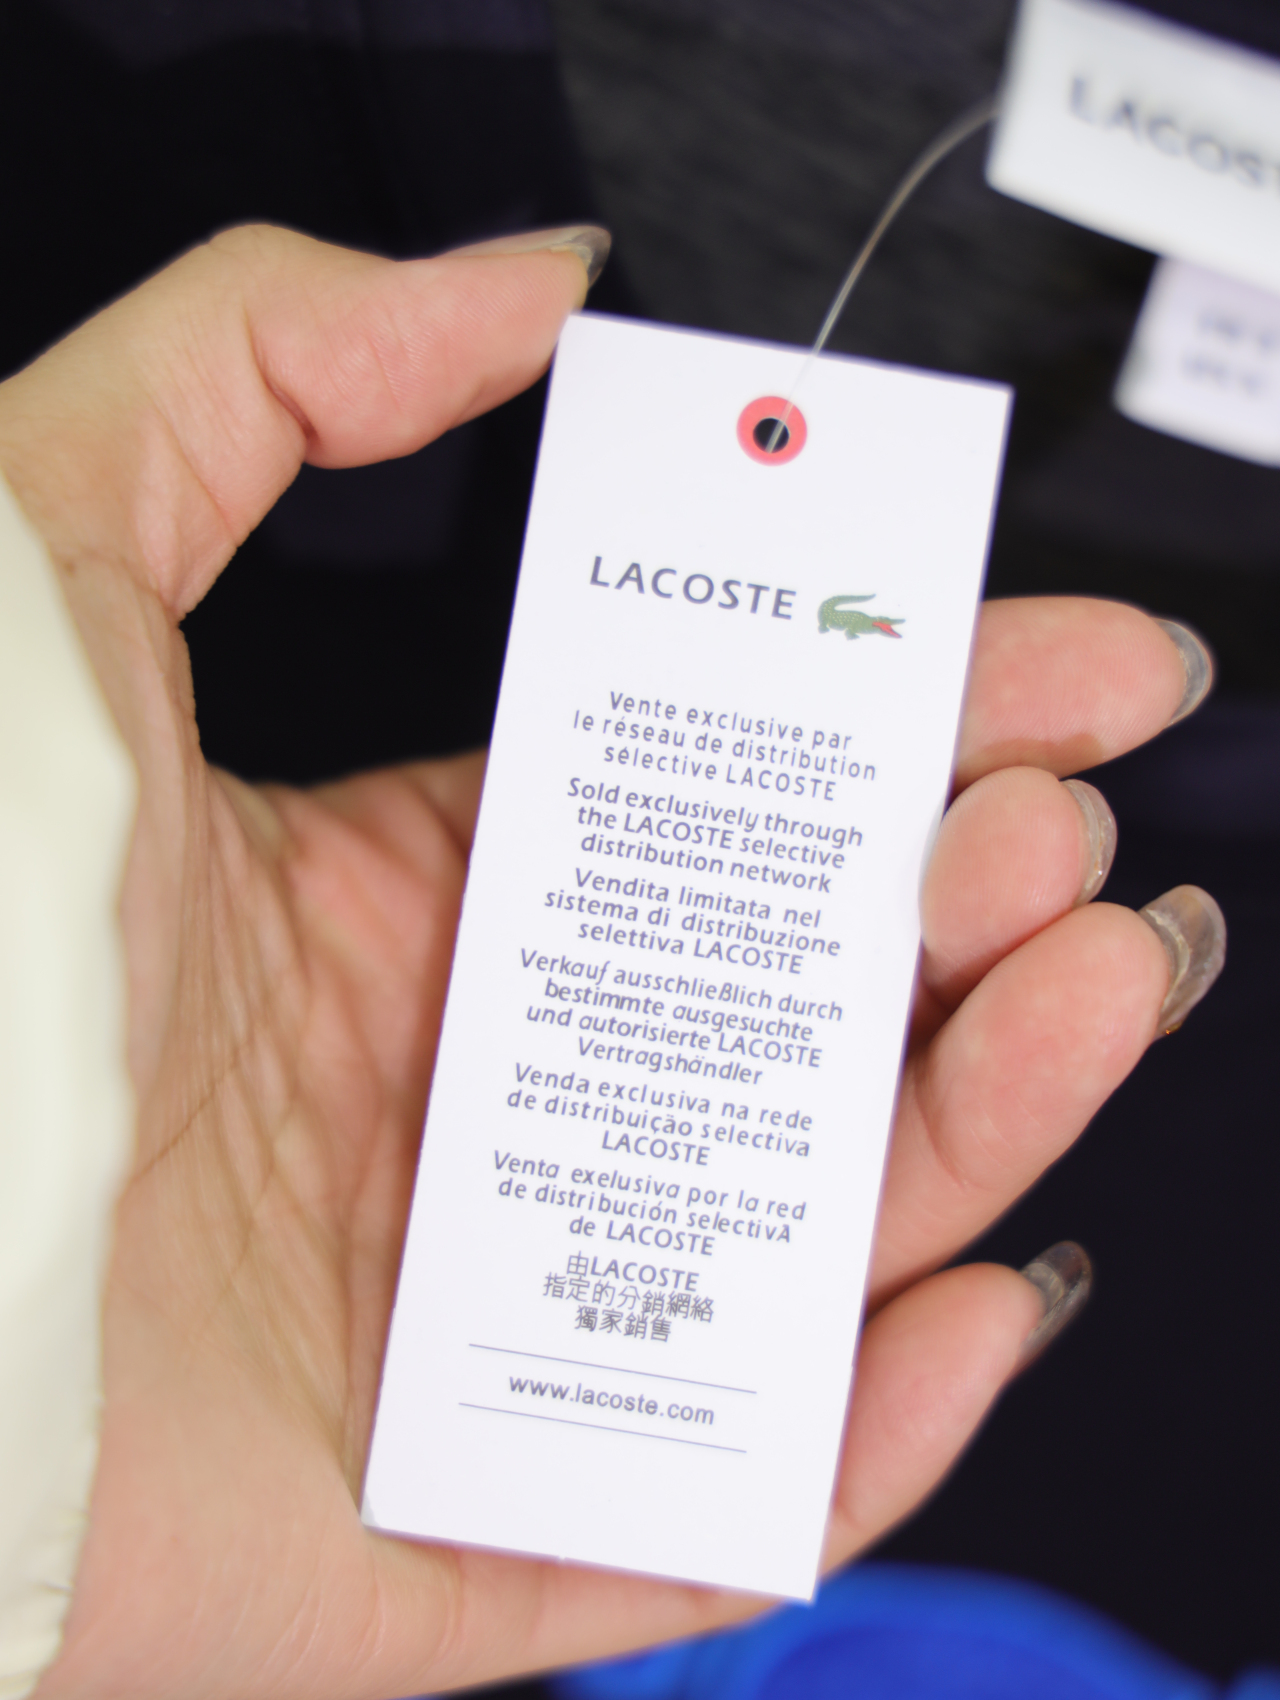 LACOS
LACOSTE
Vente exclusive par
le réseau de distribution
sélective LACOSTE
Sold exclusively through
the LACOSTE selective
distribution network
Vendita limitata nel
sistema di distribuzione
selettiva LACOSTE
Verkauf ausschließlich durch
bestimmte ausgesuchte
und autorisierte LACOSTE
Vertragshändler
Venda exclusiva na rede
de distribuição selectiva
LACOSTE
Venta exelusiva por la red
de distribución selectivA
de LACOSTE
由LACOSTE
指定的分銷網絡
獨家銷售
www.lacoste.com